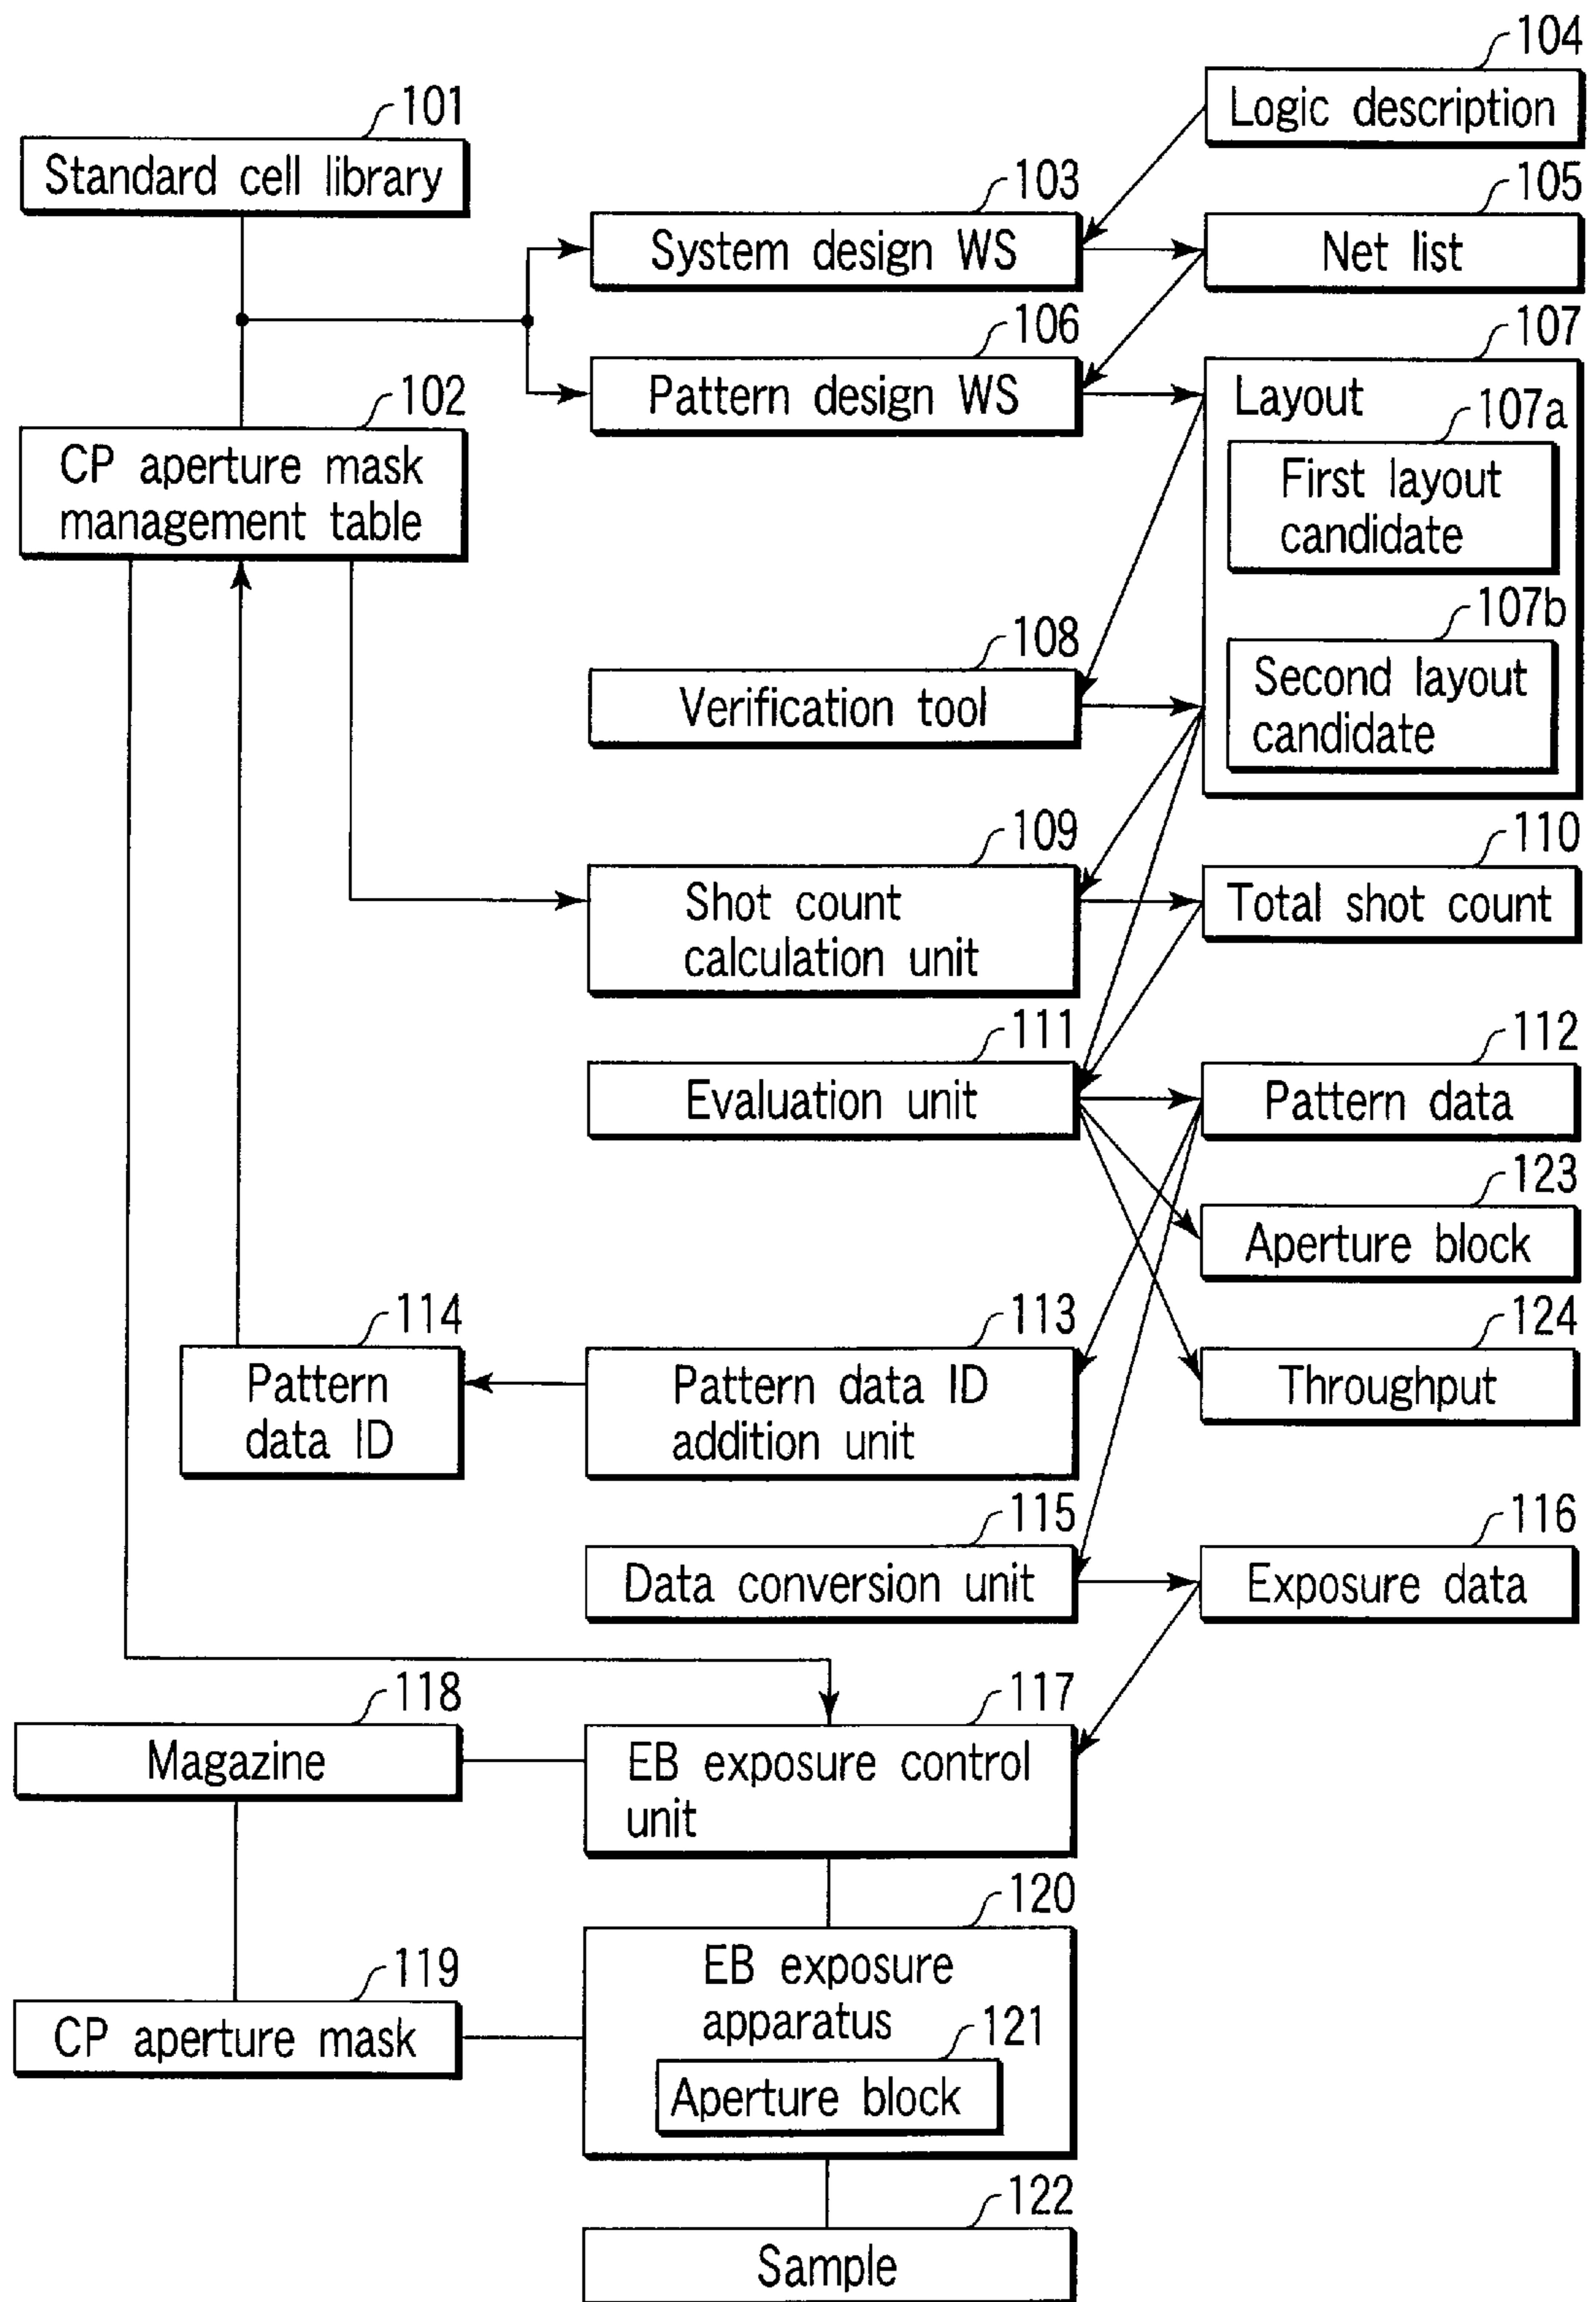 104
Logic description
101
Standard cell library
103
System design WS
105
Net list
106
Pattern design WS
107
Layout
107a
First layout
candidate
107b
Second layout
candidate
102
CP aperture mask
management table
108
Verification tool
109
Shot count
calculation unit
110
Total shot count
111
Evaluation unit
112
Pattern data
123
Aperture block
124
Throughput
114
Pattern
data ID
113
Pattern data ID
addition unit
115
Data conversion unit
116
Exposure data
118
Magazine
117
EB exposure control
unit
119
CP aperture mask
120
EB exposure
apparatus
121
Aperture block
122
Sample